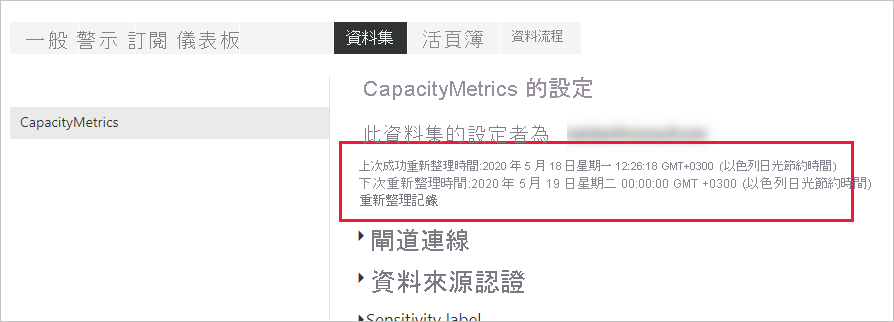 一般 警示 訂閱 儀表板 資料集 活頁簿 資料流程
CapacityMetrics 的設定
CapacityMetrics
此資料集的設定者為
上次成功重新整理時間:2020 年 5 月 18 日星期一 12:26:18 GMT+0300 (以色列日光節約時間)
下次重新整理時間:2020 年 5 月 19 日星期二 00:00:00 GMT +0300 (以色列日光節約時間)
重新整理記錄
閘道連線
資料來源認證
Sensitivity label